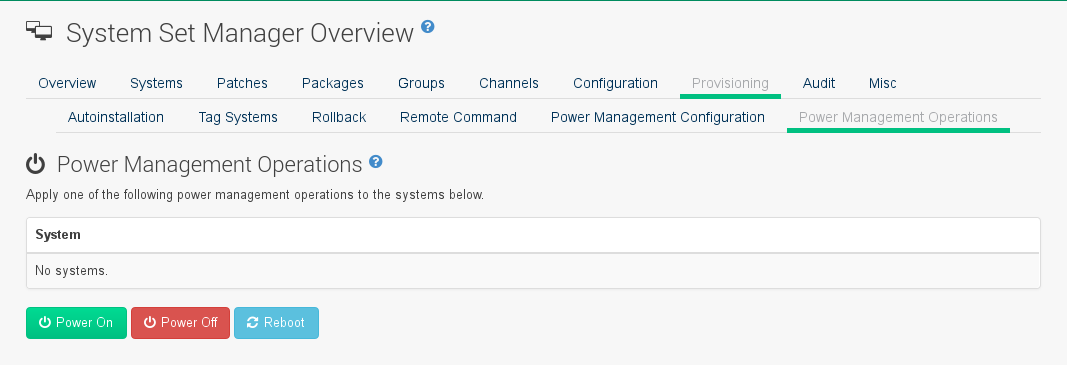 System Set Manager Overview ?
Overview Systems Patches Packages Groups Channels Configuration Provisioning Audit Misc
Autoinstallation Tag Systems Rollback Remote Command Power Management Configuration Power Management Operations
Power Management Operations ?
Apply one of the following power management operations to the systems below.
System
No systems.
Power On Power Off Reboot